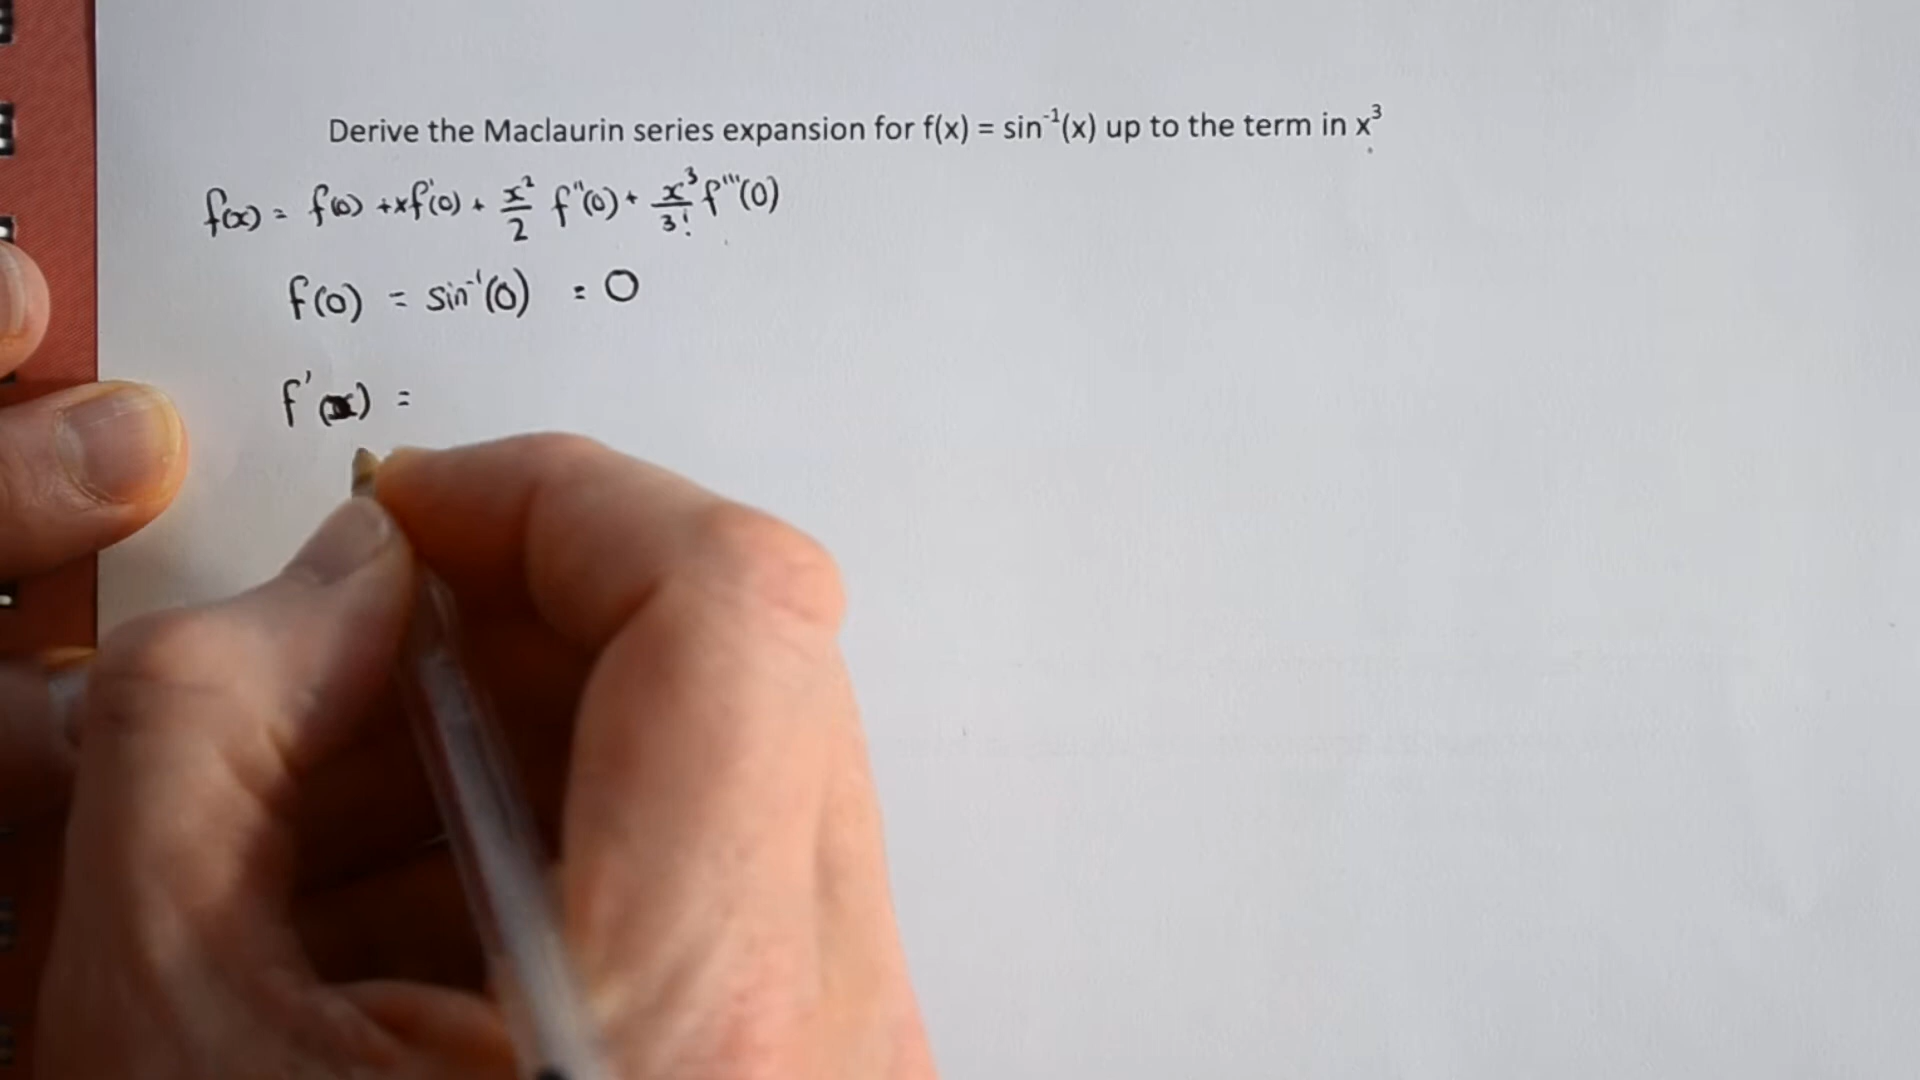 Derive the Maclaurin series expansion for f(x) = sin⁻¹(x) up to the term in x³
f(x) = f(0) + xf'(0) + x²/2 f''(0) + x³/3! f'''(0)
f(0) = sin⁻¹(0) = 0
f'(x) =